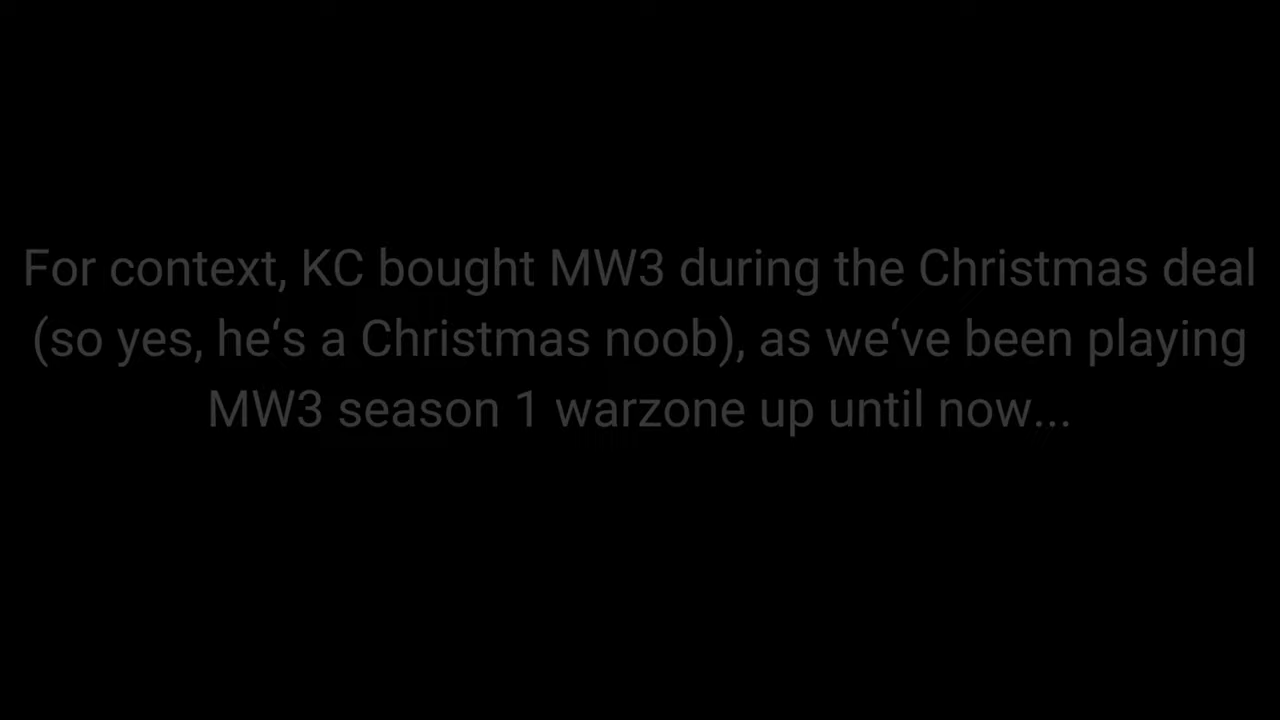 For context, KC bought MW3 during the Christmas deal
(so yes, he‘s a Christmas noob), as we‘ve been playing
MW3 season 1 warzone up until now...